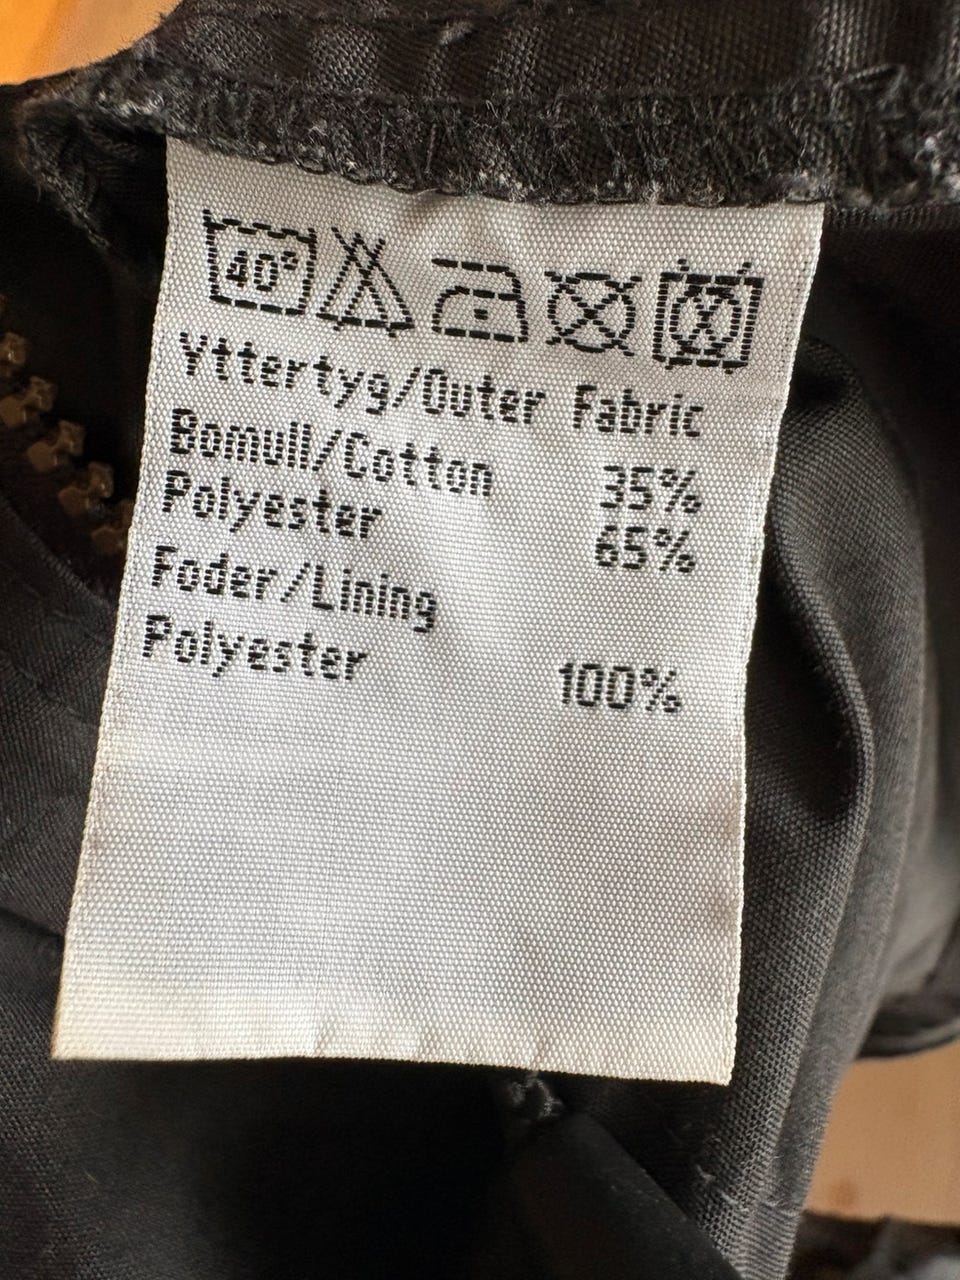 40°
Yttertyg/Outer Fabric
Bomull/Cotton 35%
Polyester 65%
Foder/Lining
Polyester 100%